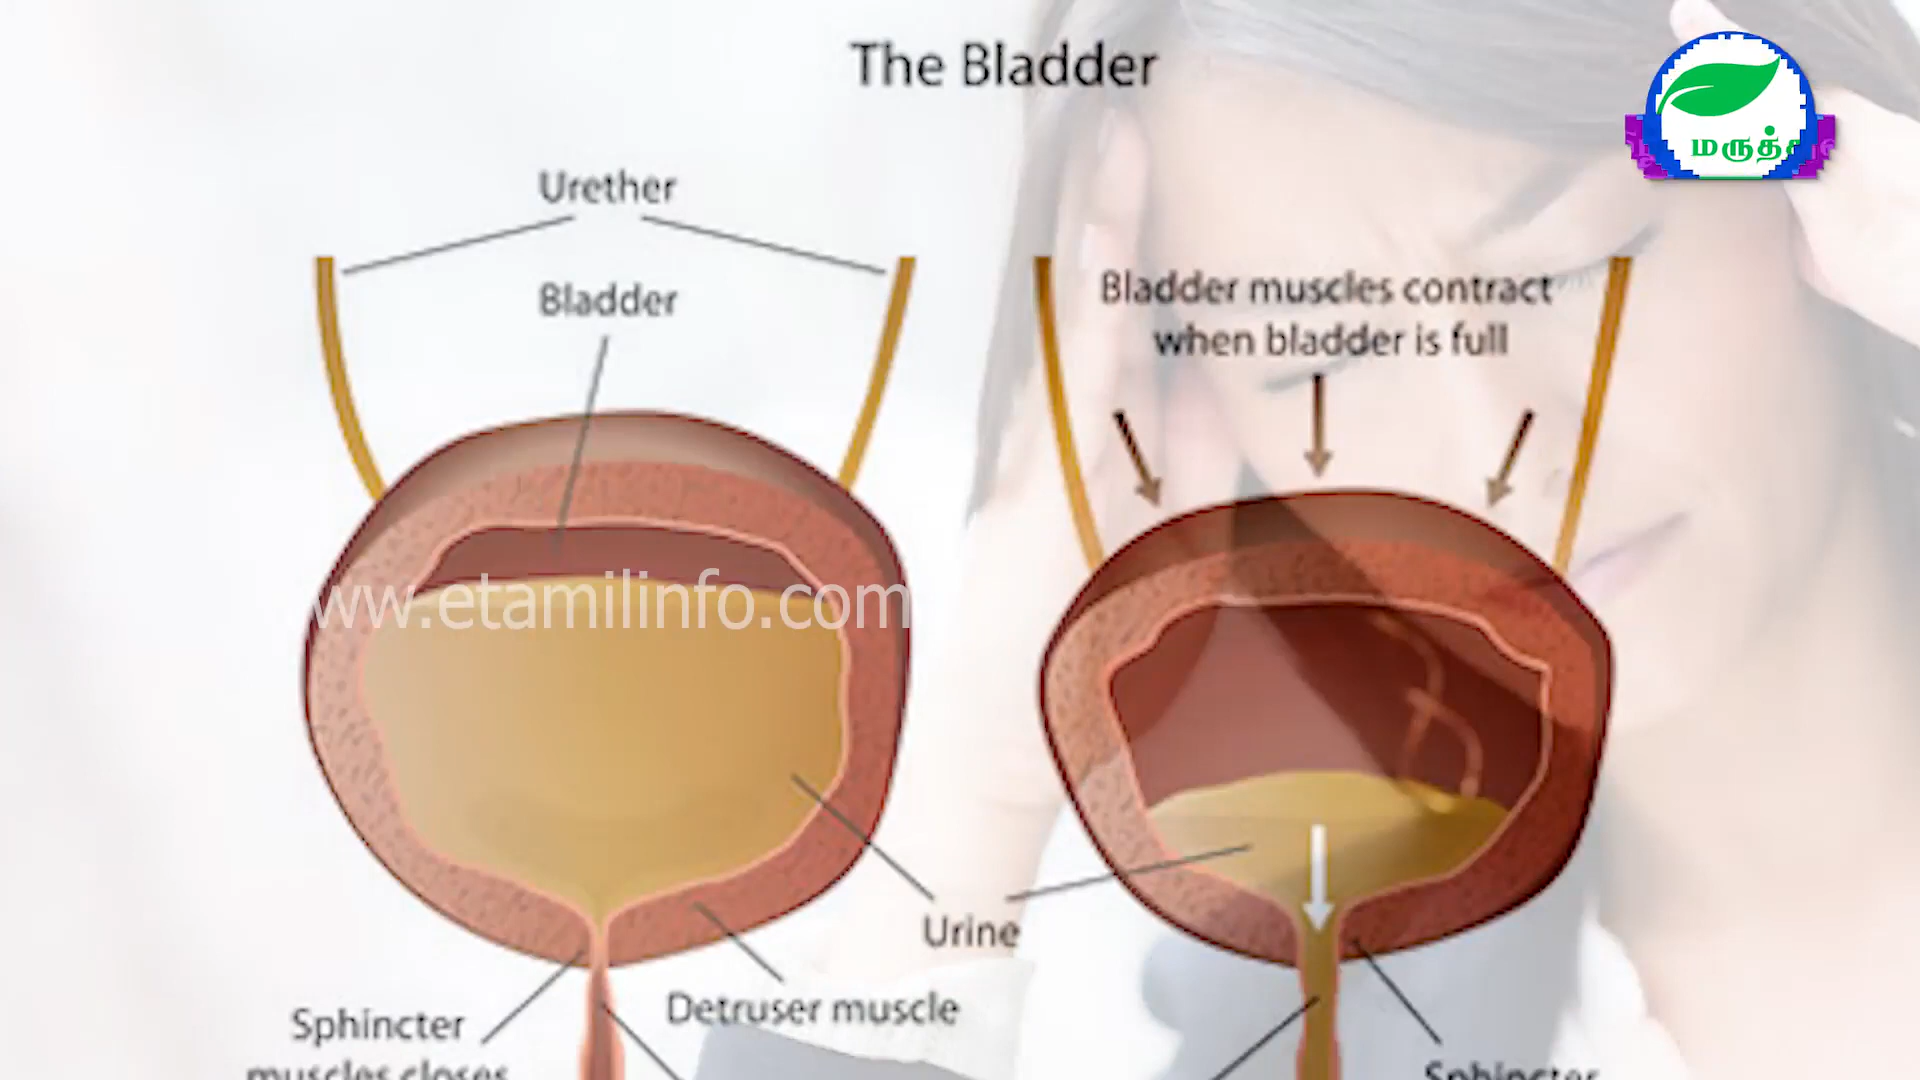 The Bladder
Urether
Bladder
Bladder muscles contract
when bladder is full
www.etamilinfo.com
Urine
Detruser muscle
Sphincter
muscles closes
Sphincter